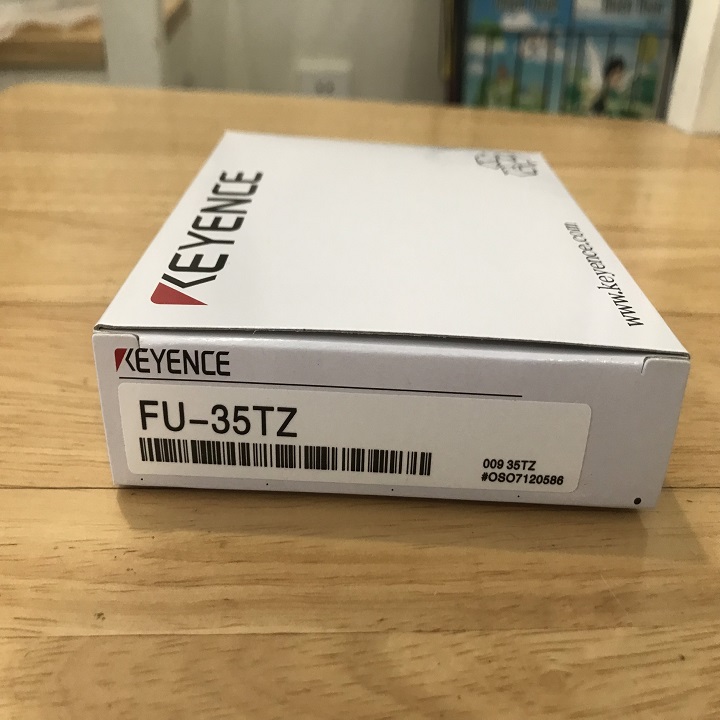 KEYENCE
www.keyence.com
KEYENCE
FU-35TZ
009 35TZ
#OSO7120586